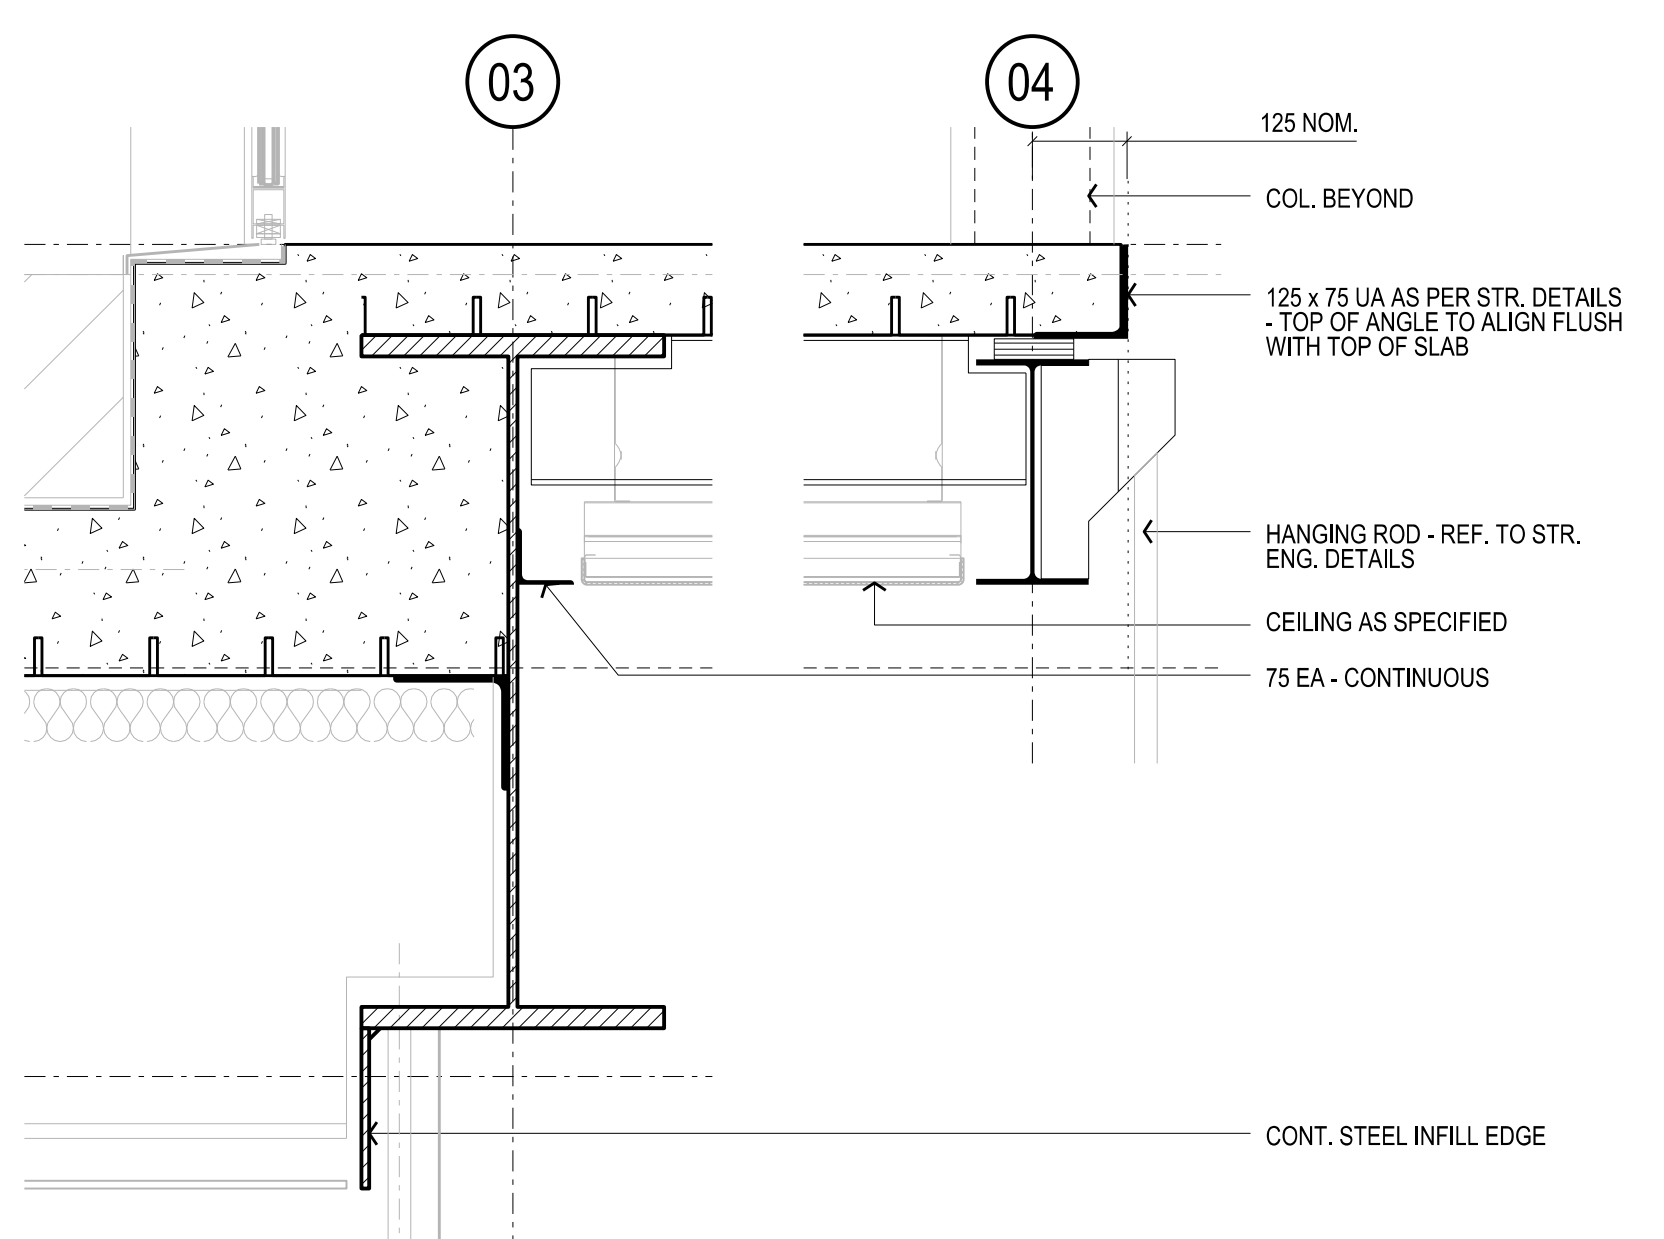 03
04
125 NOM.
COL. BEYOND
125 x 75 UA AS PER STR. DETAILS
- TOP OF ANGLE TO ALIGN FLUSH
WITH TOP OF SLAB
HANGING ROD - REF. TO STR.
ENG. DETAILS
CEILING AS SPECIFIED
75 EA - CONTINUOUS
CONT. STEEL INFILL EDGE